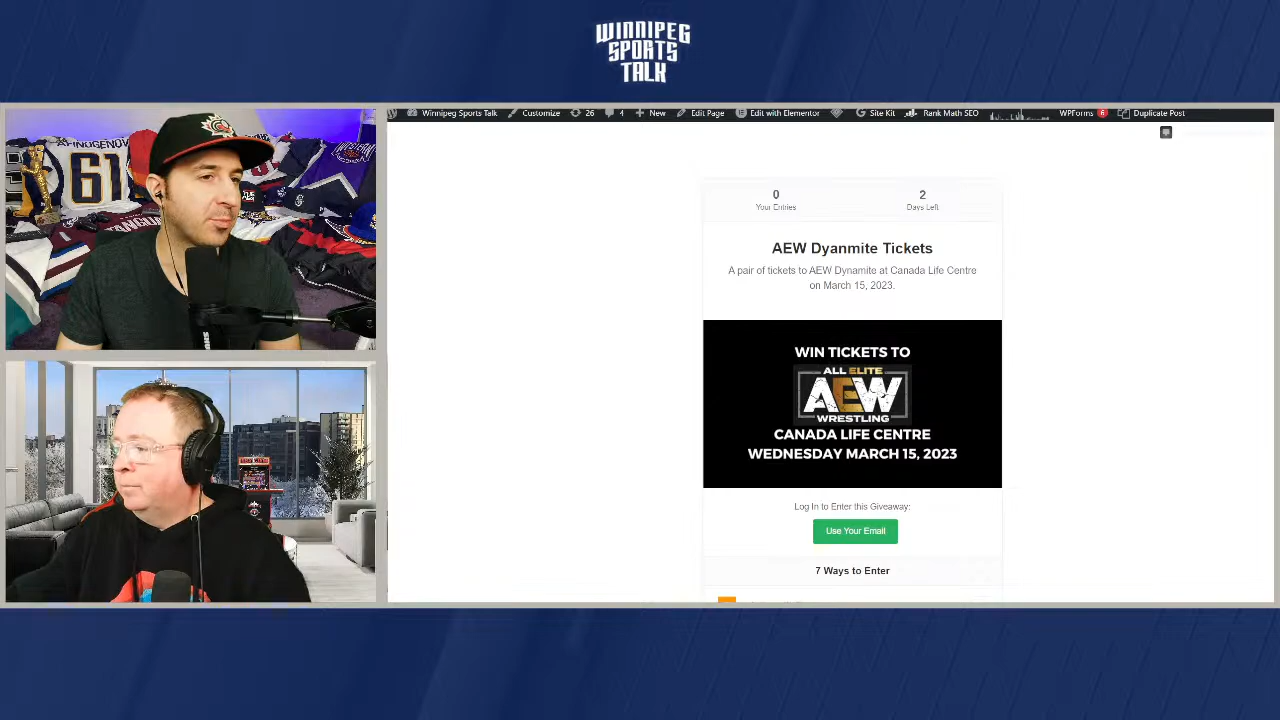 WINNIPEG
SPORTS
TALK
Winnipeg Sports Talk Customize 26 4 New Edit Page Edit with Elementor Site Kit Rank Math SEO WPForms 6 Duplicate Post
61
0 2
Your Entries Days Left
AEW Dyanmite Tickets
A pair of tickets to AEW Dynamite at Canada Life Centre
on March 15, 2023.
WIN TICKETS TO
ALL ELITE
AEW
WRESTLING
CANADA LIFE CENTRE
WEDNESDAY MARCH 15, 2023
Log In to Enter this Giveaway:
Use Your Email
7 Ways to Enter